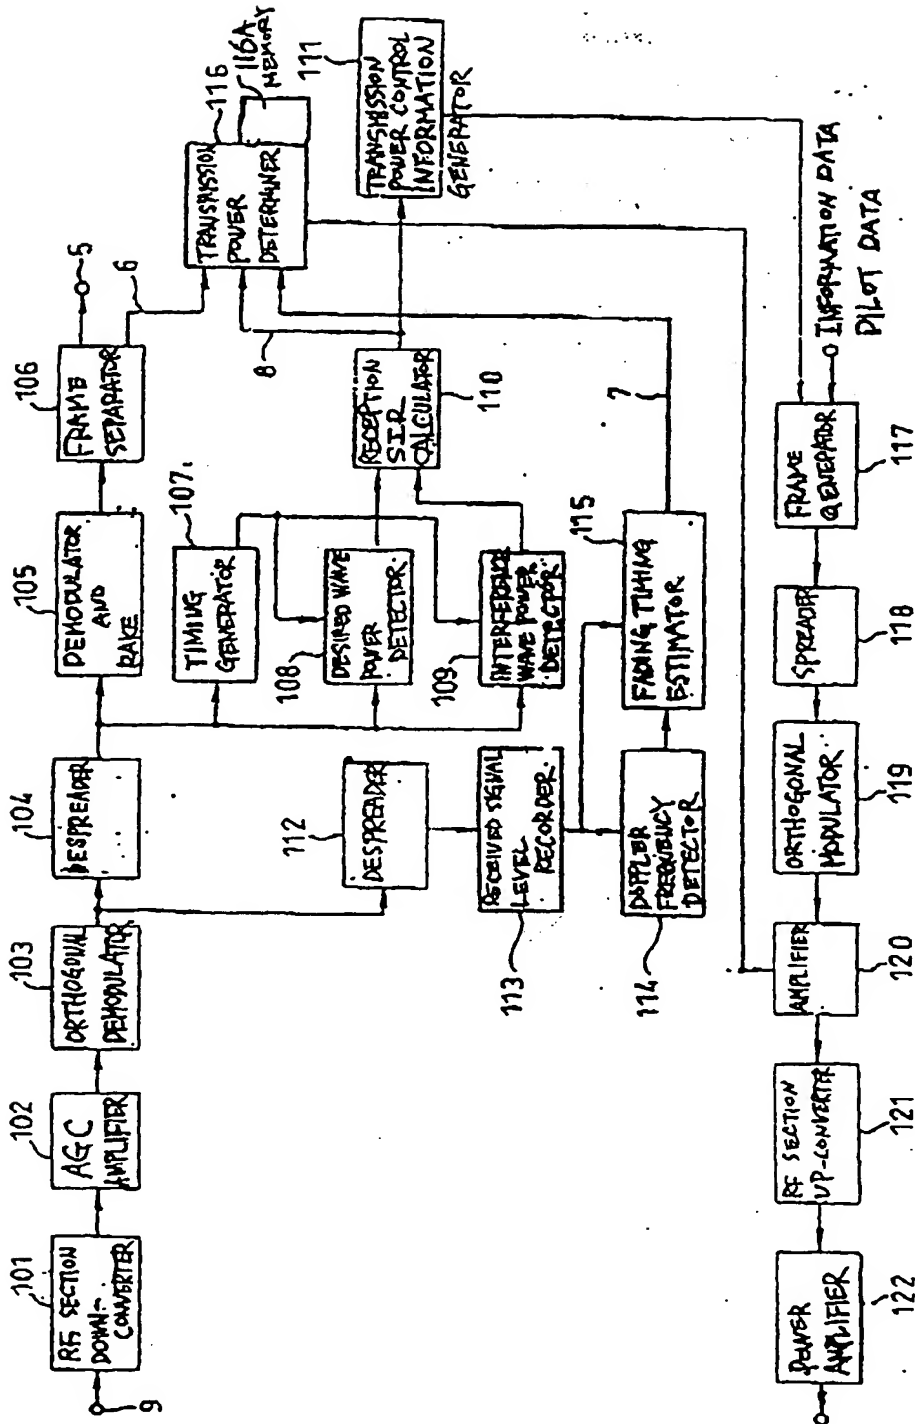 101
RF SECTION
DOWN-
CONVERTER
9
102
AGC
AMPLIFIER
103
ORTHOGONAL
DEMODULATOR
104
DESPREADER
105
DEMODULATOR
AND
RAKE
106
FRAME
SEPARATOR
5
6
107
TIMING
GENERATOR
108
DESIRED WAVE
POWER
DETECTOR
109
INTERFERENCE
WAVE POWER
DETECTOR
RECEPTION
SIR
CALCULATOR
110
8
TRANSMISSION
POWER
DETERMINER
116
116A
MEMORY
111
TRANSMISSION
POWER CONTROL
INFORMATION
GENERATOR
112
DESPREADER
113
RECEIVED SIGNAL
LEVEL
RECORDER
114
DOPPLER
FREQUENCY
DETECTOR
115
FADING TIMING
ESTIMATOR
7
INFORMATION DATA
PILOT DATA
FRAME
GENERATOR
117
SPREADER
118
ORTHOGONAL
MODULATOR
119
AMPLIFIER
120
RF SECTION
UP-CONVERTER
121
POWER
AMPLIFIER
122